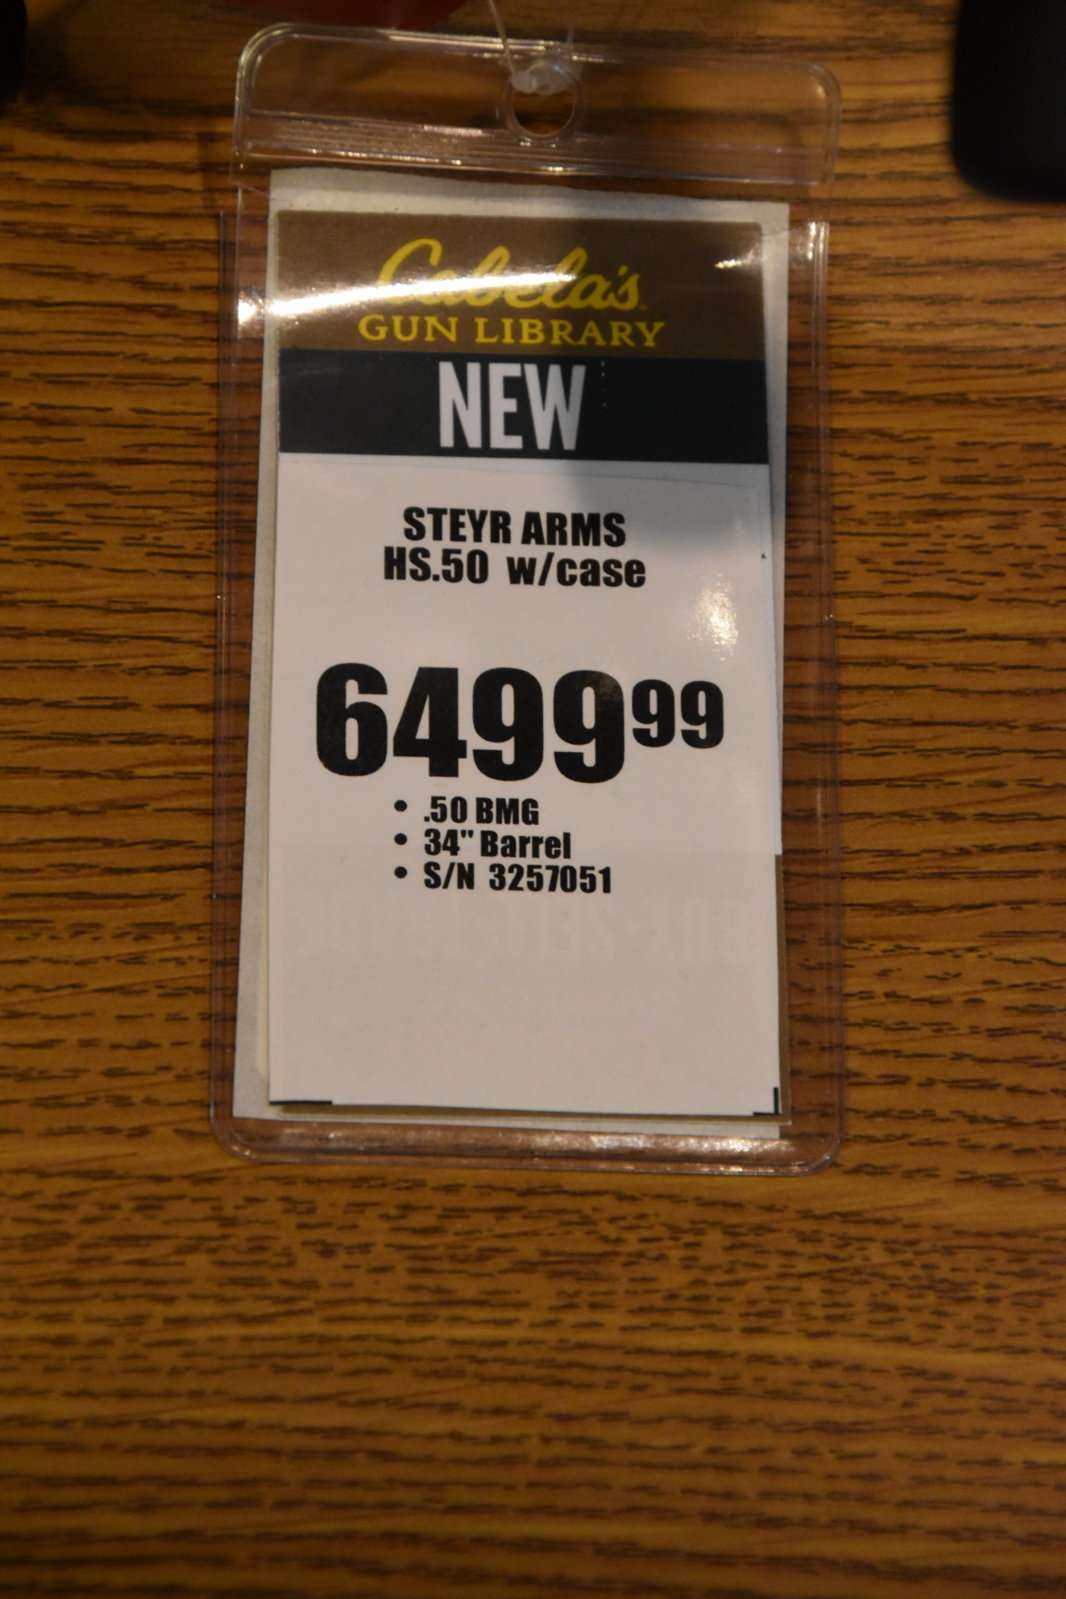 Cabela's
GUN LIBRARY
NEW
STEYR ARMS
HS.50 w/case
6499 99
• .50 BMG
• 34" Barrel
• S/N 3257051